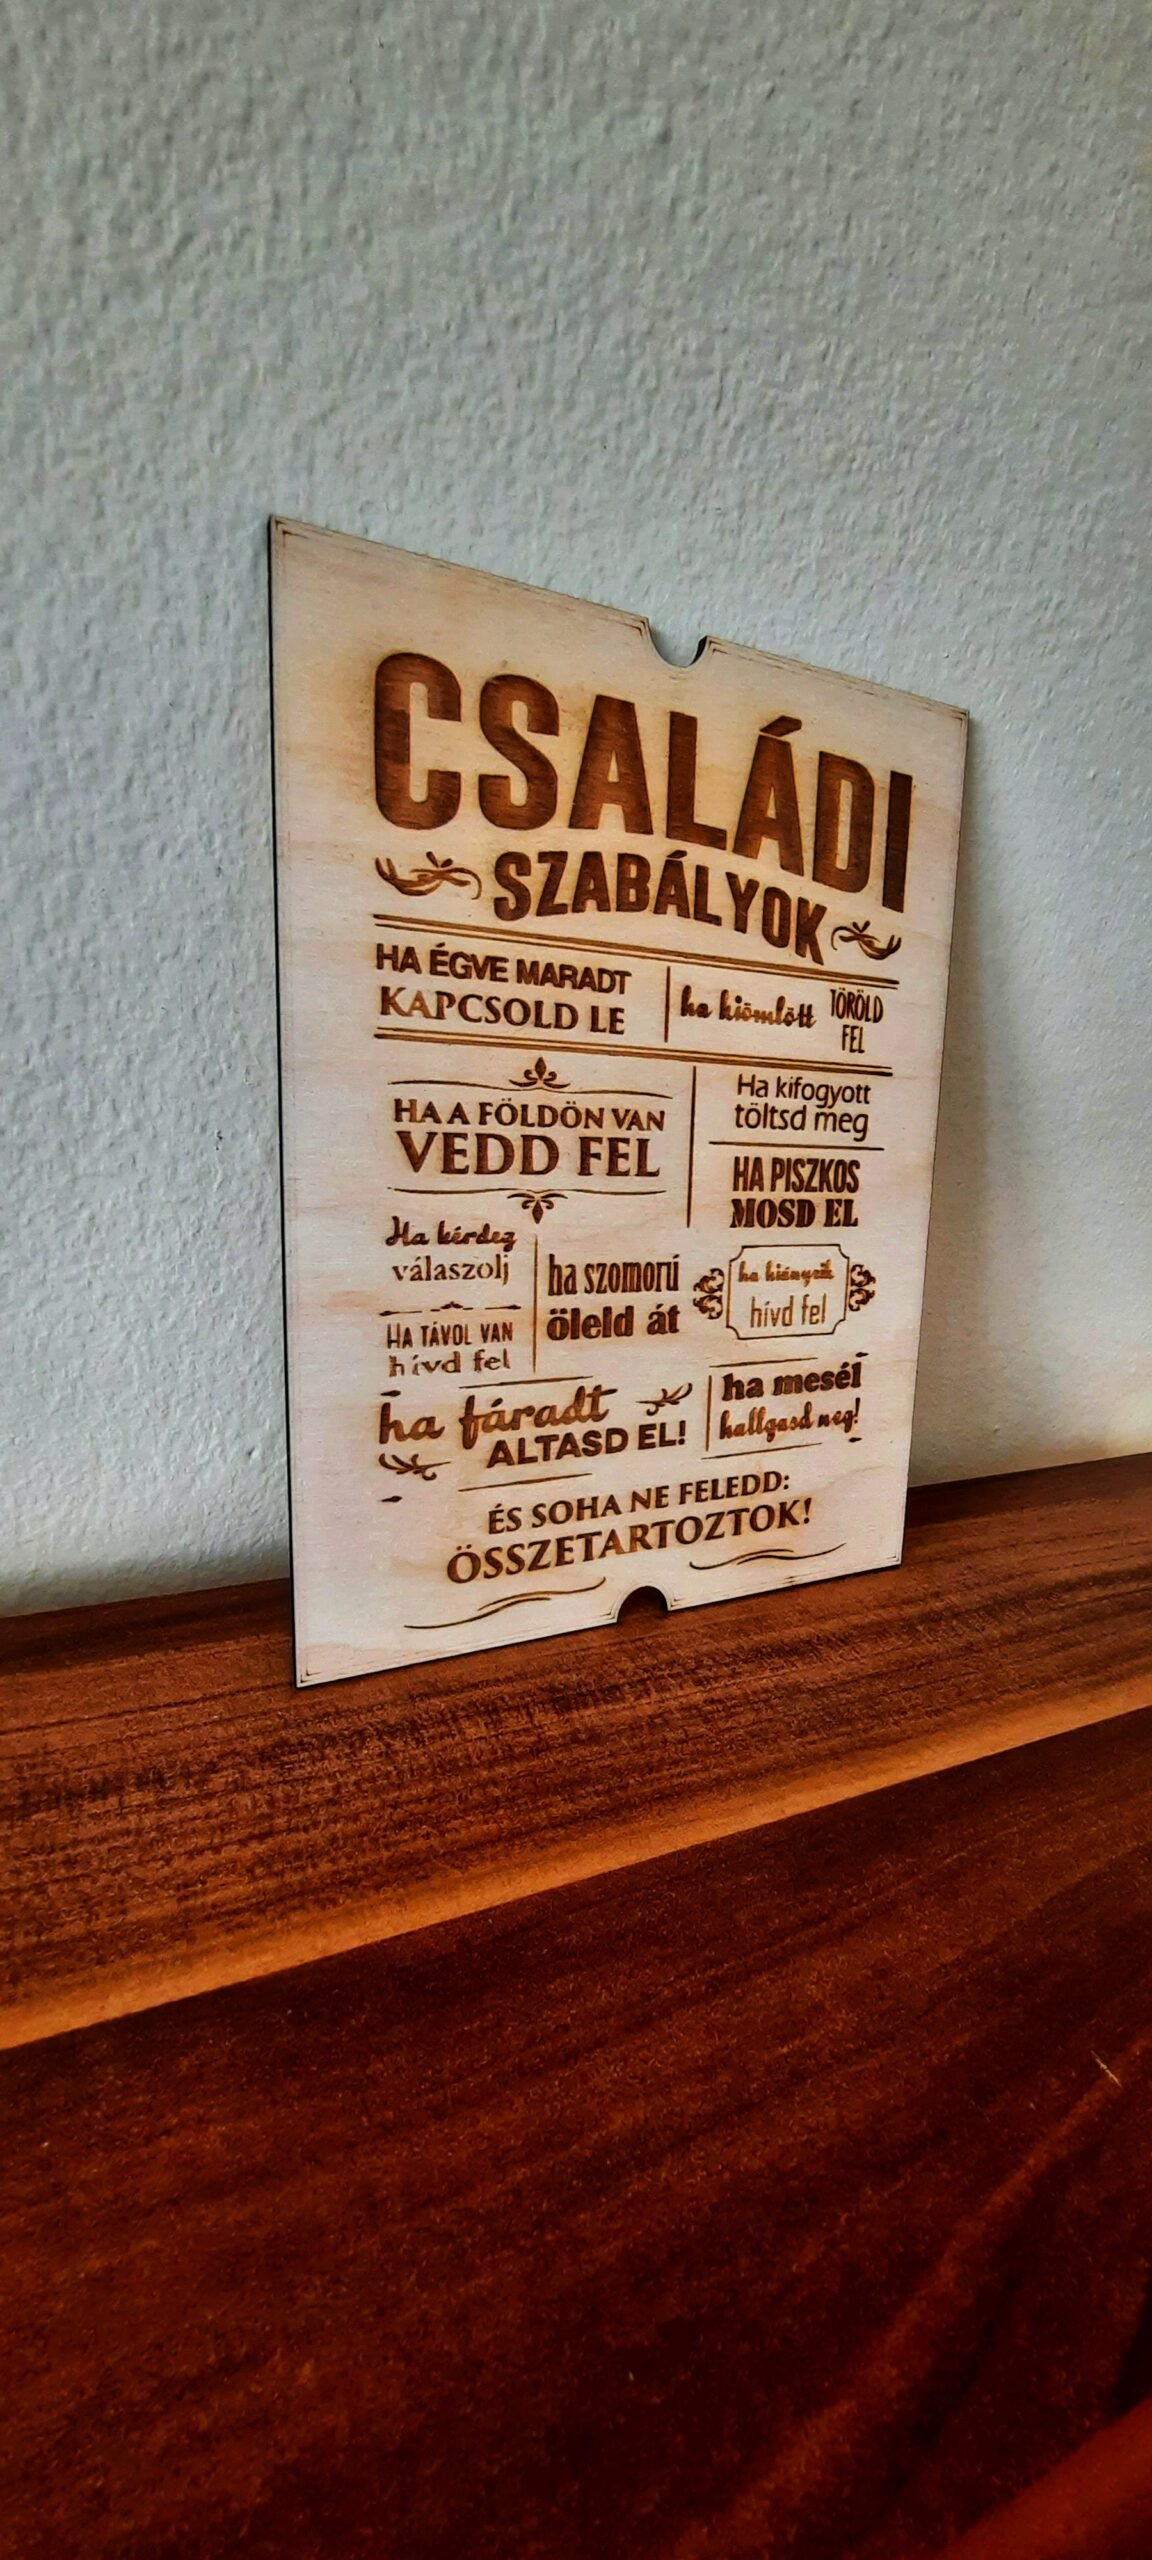 CSALÁDI
SZABÁLYOK
HA ÉGVE MARADT
KAPCSOLD LE
ha kiömlött TÖRÖLD
FEL
HA A FÖLDÖN VAN
VEDD FEL
Ha kifogyott
töltsd meg
HA PISZKOS
MOSD EL
Ha kérdez
válaszolj
HA TÁVOL VAN
hívd fel
ha szomorú
öleld át
ha hiányzik
hívd fel
ha fáradt
ALTASD EL!
ha mesél
hallgasd meg!
ÉS SOHA NE FELEDD:
ÖSSZETARTOZTOK!